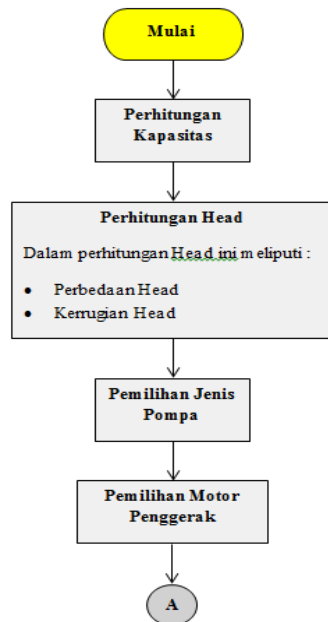 Mulai
Perhitungan
Kapasitas
Perhitungan Head
Dalam perhitungan Head ini meliputi :
• Perbedaan Head
• Kerrugian Head
Pemilihan Jenis
Pompa
Pemilihan Motor
Penggerak
A